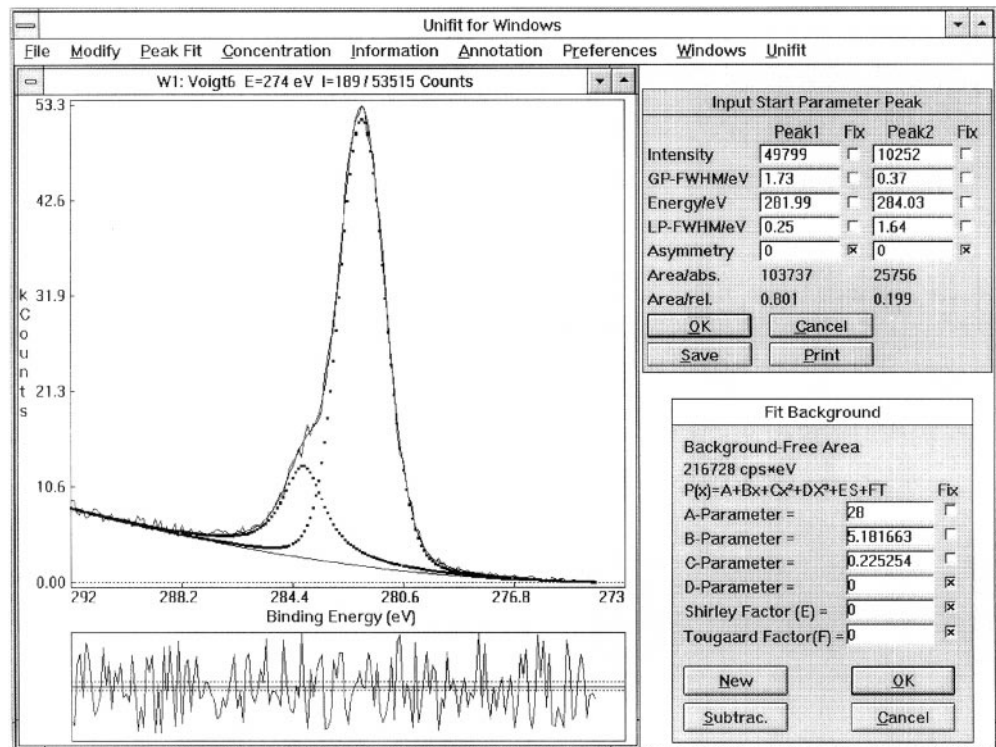 Unifit for Windows
File Modify Peak Fit Concentration Information Annotation Preferences Windows Unifit
W1: Voigt6 E=274 eV I=189 / 53515 Counts
53.3
42.6
31.9
21.3
10.6
0.00
k Counts
292 288.2 284.4 280.6 276.8 273
Binding Energy (eV)
Input Start Parameter Peak
Peak1 Fix Peak2 Fix
Intensity 49799 10252
GP-FWHM/eV 1.73 0.37
Energy/eV 281.99 284.03
LP-FWHM/eV 0.25 1.64
Asymmetry 0 0
Area/abs. 103737 25756
Area/rel. 0.801 0.199
OK Cancel
Save Print
Fit Background
Background-Free Area
216728 cps*eV
P(x)=A+Bx+Cx²+DX³+ES+FT Fix
A-Parameter = 28
B-Parameter = 5.181663
C-Parameter = 0.225254
D-Parameter = 0
Shirley Factor (E) = 0
Tougaard Factor(F) = 0
New OK
Subtrac. Cancel